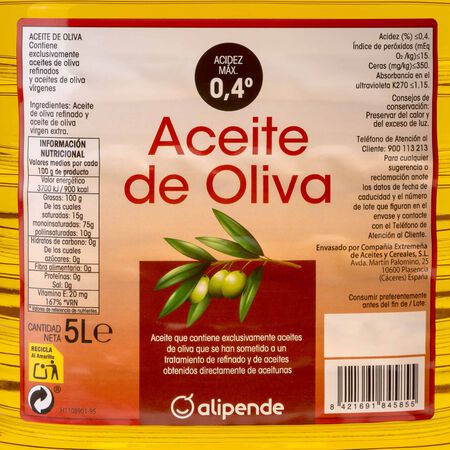 ACEITE DE OLIVA
Contiene
exclusivamente
aceites de oliva
refinados
y aceites de oliva
vírgenes
Ingredientes: Aceite
de oliva refinado y
aceite de oliva
virgen extra.
INFORMACIÓN
NUTRICIONAL
Valores medios por cada
100 g de producto
Valor energético
3700 kJ/900 kcal
Grasas: 100 g
De los cuales
saturadas: 15g
monoinsaturadas: 75g
poliinsaturadas: 10g
Hidratos de carbono: 0g
De los cuales
azúcares: 0g
Fibra alimentaria: 0g
Proteínas: 0g
Sal: 0g
Vitamina E: 20 mg
167% *VRN
*Valores de referencia de nutrientes.
CANTIDAD
NETA
5L℮
RECICLA
Al Amarillo
H1108901-95
ACIDEZ
MÁX.
0,4º
Aceite
de Oliva
Aceite que contiene exclusivamente aceites
de oliva que se han sometido a un
tratamiento de refinado y de aceites
obtenidos directamente de aceitunas
alipende
Acidez (%) ≤0,4.
Índice de peróxidos (mEq
O₂ /kg)≤15.
Ceras (mg/kg)≤350.
Absorbancia en el
ultravioleta K270 ≤1.15.
Consejos de
conservación:
Preservar del calor y
del exceso de luz.
Teléfono de Atención al
Cliente: 900 113 213
Para cualquier
sugerencia o
reclamación anote
los datos de fecha de
caducidad y el número
de lote que figuran en el
envase y contacte
con el Teléfono de
Atención al Cliente.
Envasado por Compañía Extremeña
de Aceites y Cereales, S.L.
Avda. Martín Palomino, 25
10600 Plasencia
(Cáceres) España
Consumir preferentemente
antes del fin de / Lote:
8 421691 845855